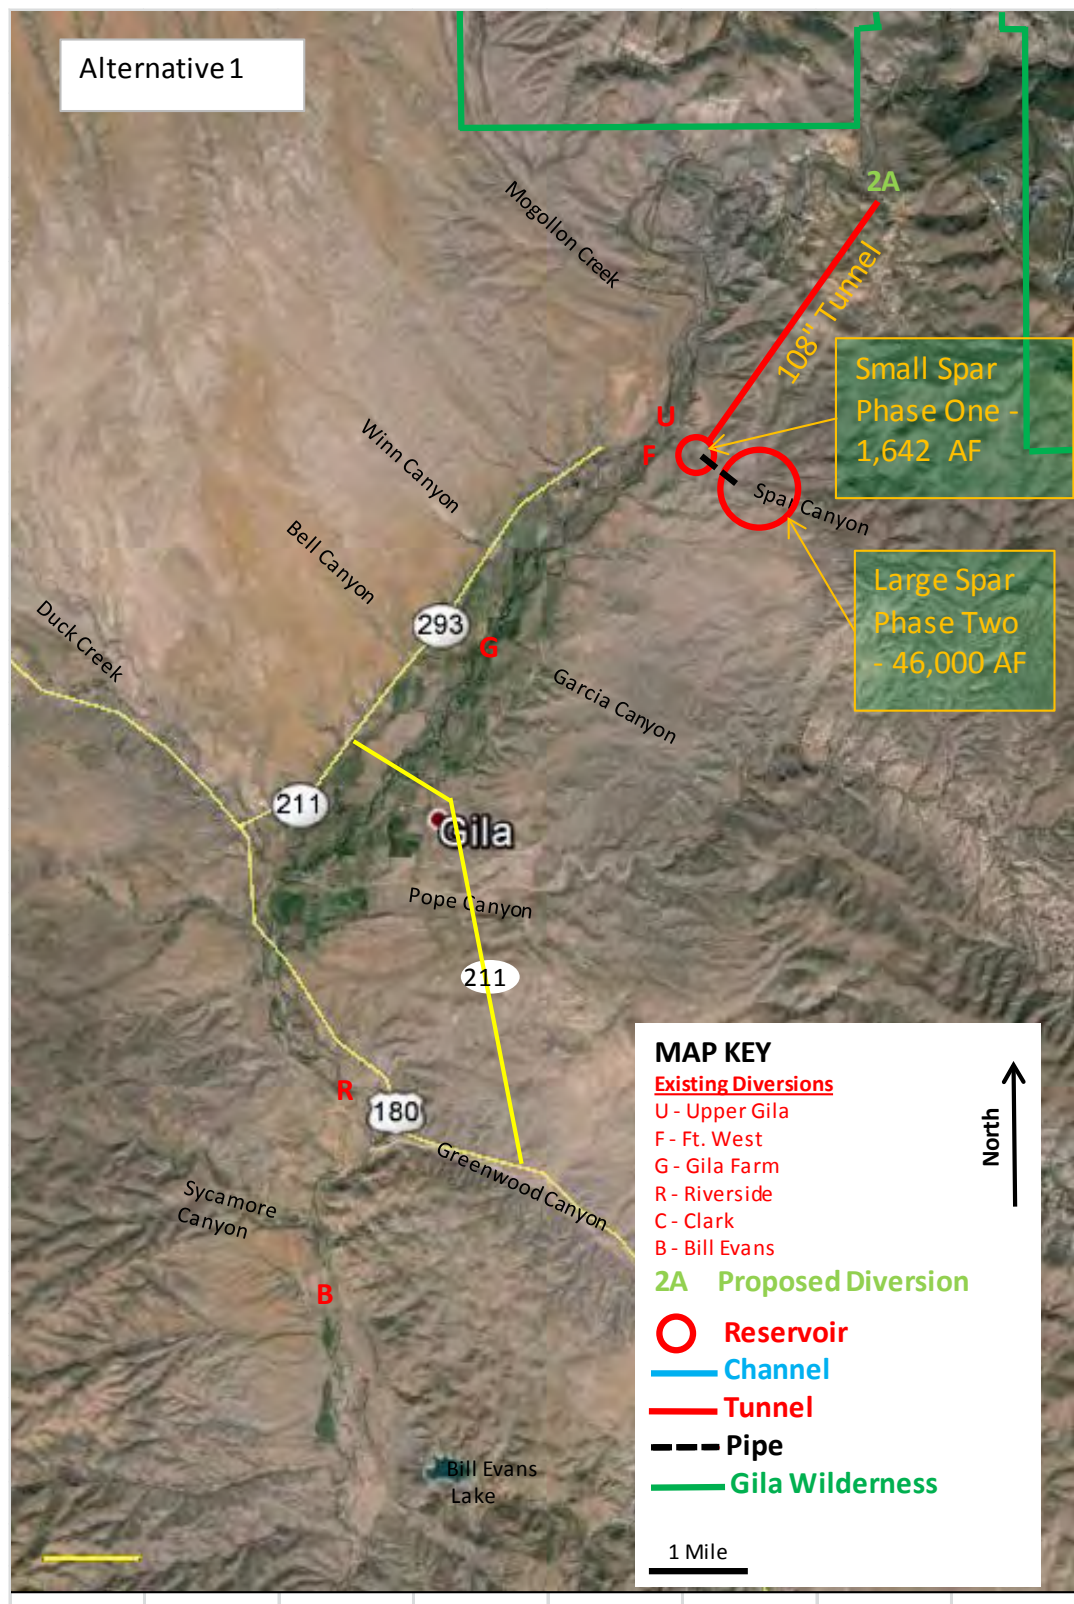 Alternative 1
2A
Mogollon Creek
108" Tunnel
Small Spar
Phase One -
1,642 AF
U
F
Winn Canyon
Spar Canyon
Bell Canyon
Large Spar
Phase Two
- 46,000 AF
Duck Creek
293
G
Garcia Canyon
211
Gila
Pope Canyon
211
R
180
Greenwood Canyon
Sycamore
Canyon
B
Bill Evans
Lake
MAP KEY
Existing Diversions
U - Upper Gila
F - Ft. West
G - Gila Farm
R - Riverside
C - Clark
B - Bill Evans
2A Proposed Diversion
Reservoir
Channel
Tunnel
Pipe
Gila Wilderness
North
1 Mile